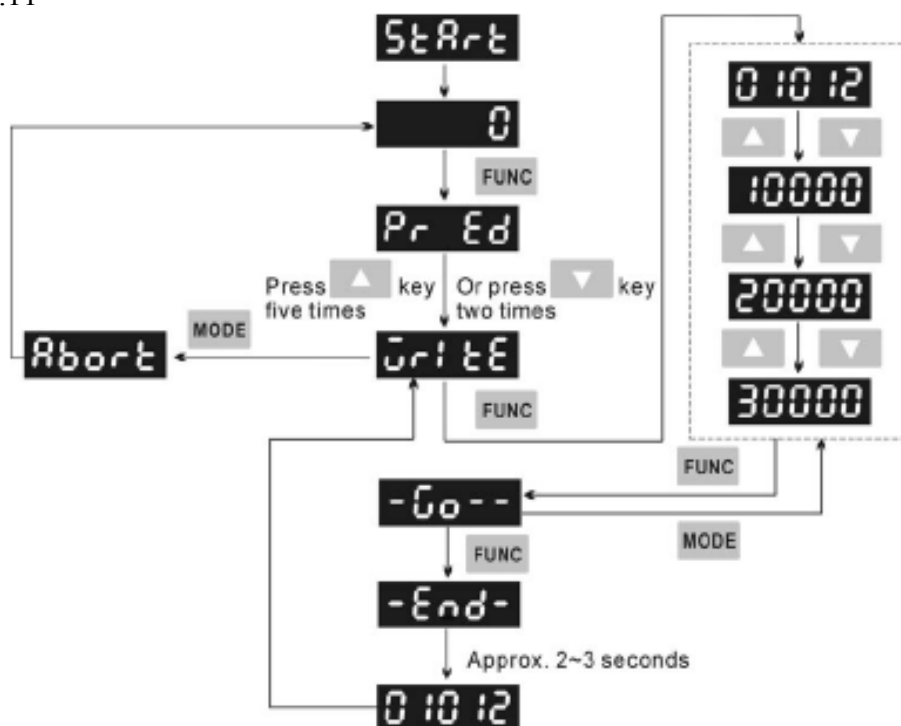 StArt
01012
0
FUNC
10000
Pr Ed
Press ▲ key
five times
Or press ▼ key
two times
20000
MODE
Abort
WrItE
FUNC
30000
FUNC
-Go--
MODE
FUNC
-End-
Approx. 2~3 seconds
01012